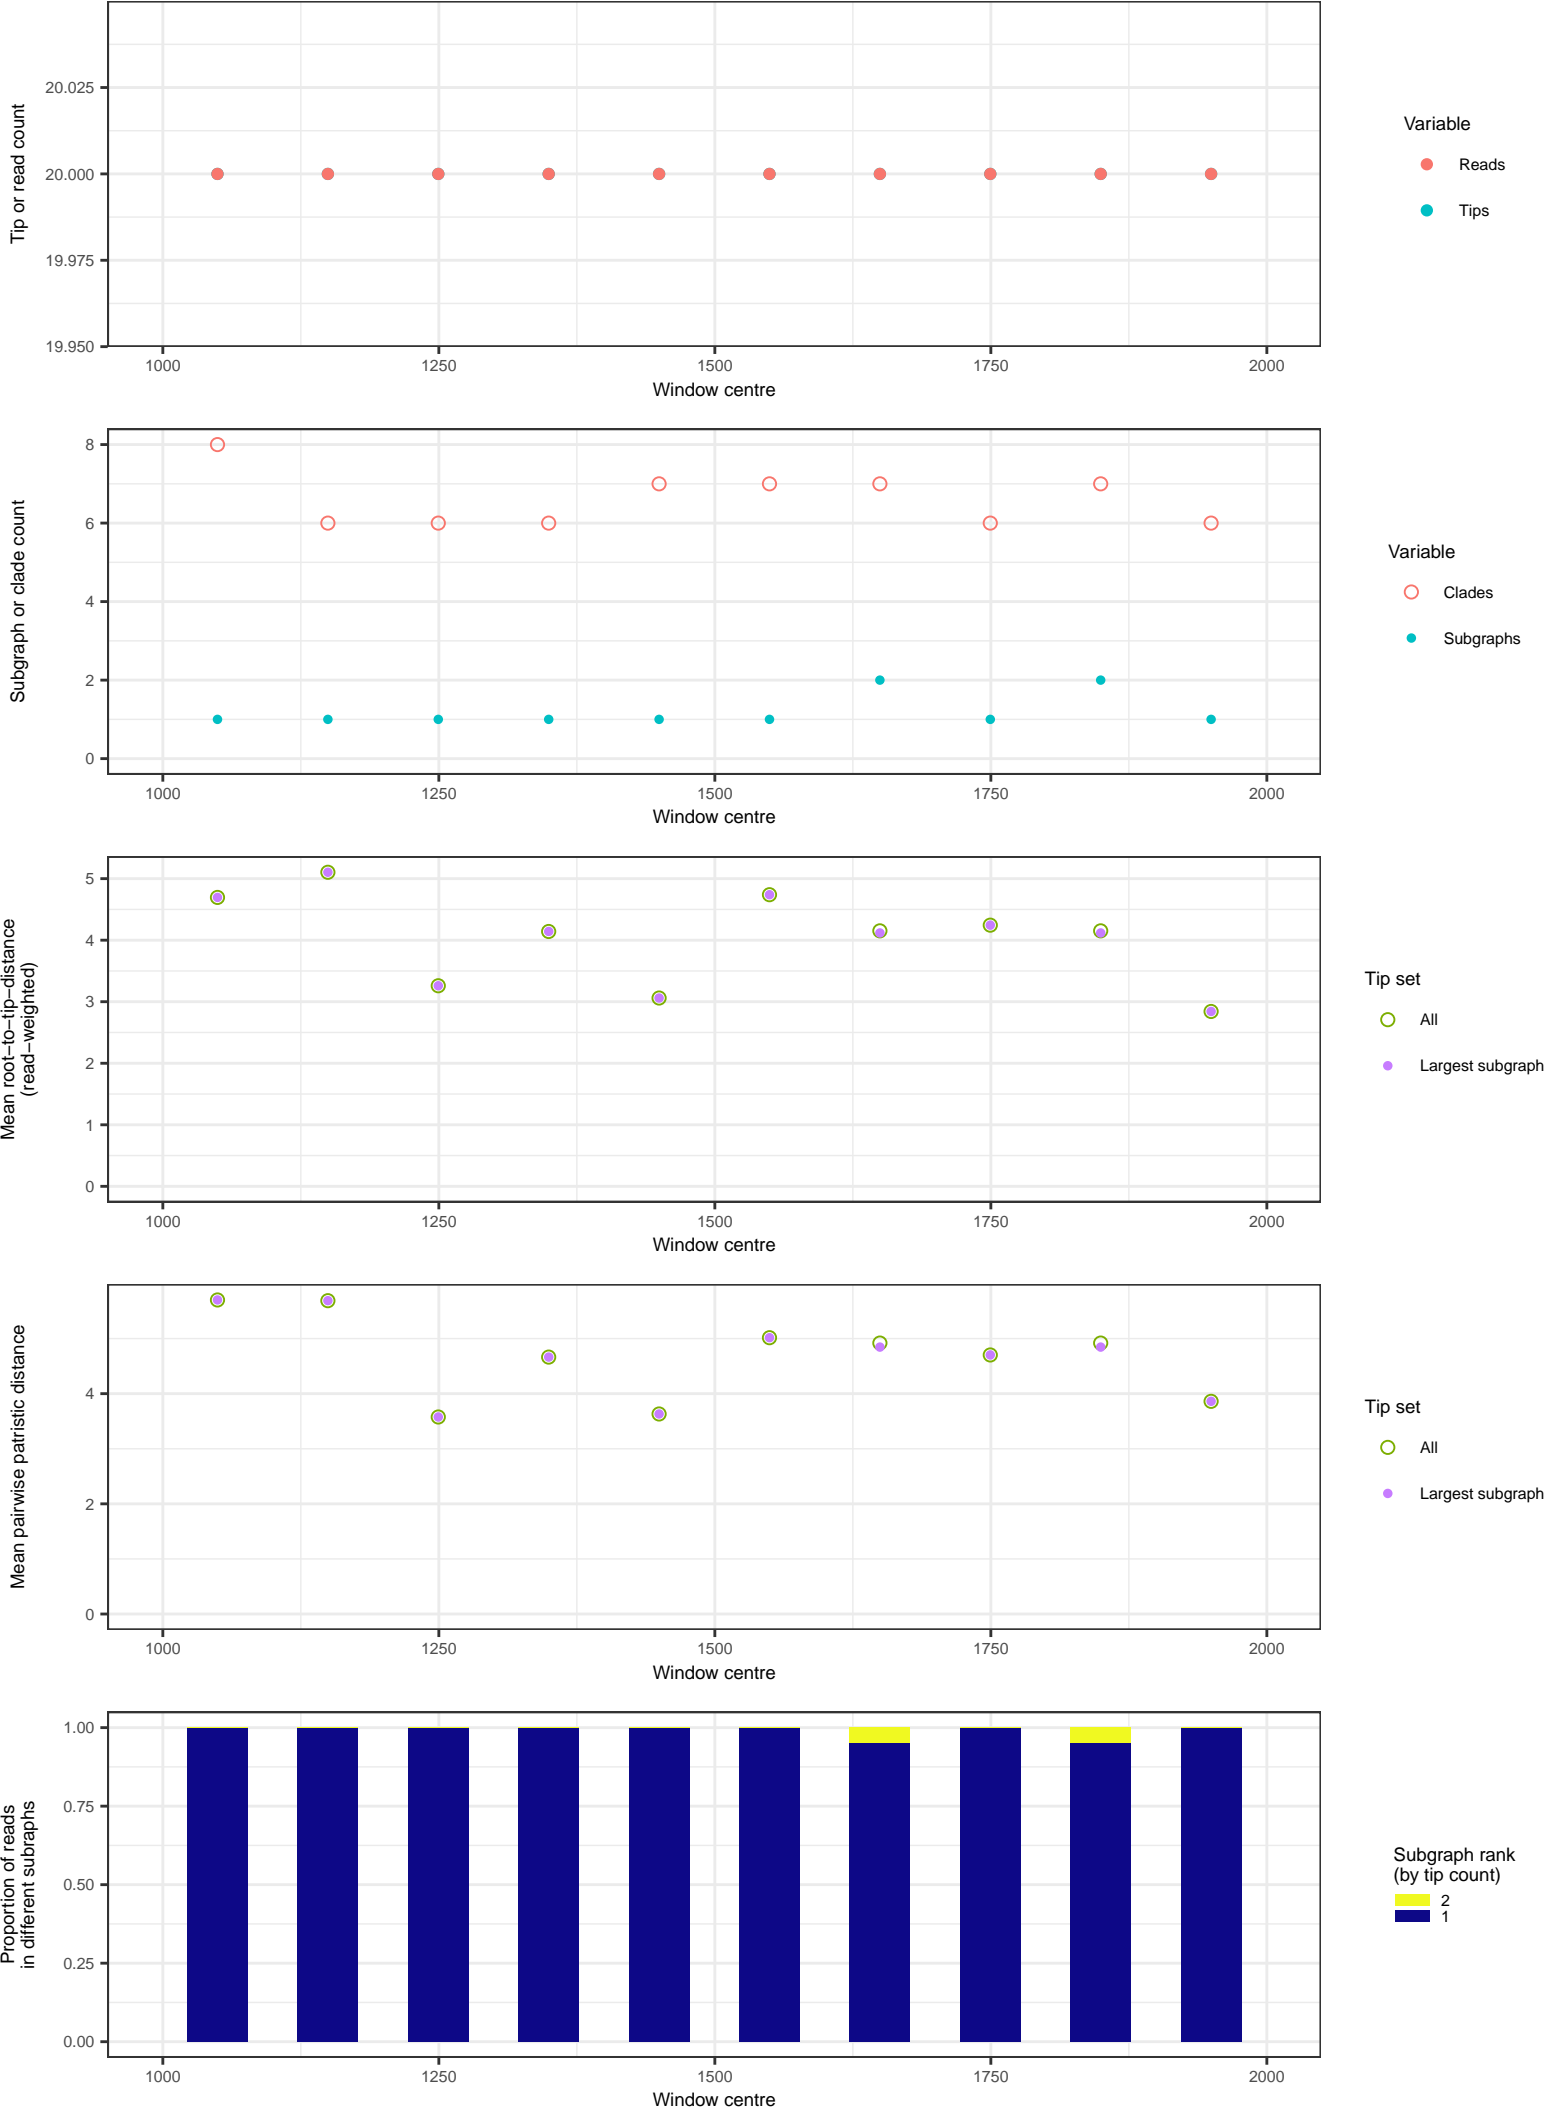 Tip or read count
20.025
20.000
19.975
19.950
1000 1250 1500 1750 2000
Window centre
Variable
Reads
Tips
Subgraph or clade count
8
6
4
2
0
1000 1250 1500 1750 2000
Window centre
Variable
Clades
Subgraphs
Mean root−to−tip−distance
(read−weighted)
5
4
3
2
1
0
1000 1250 1500 1750 2000
Window centre
Tip set
All
Largest subgraph
Mean pairwise patristic distance
4
2
0
1000 1250 1500 1750 2000
Window centre
Tip set
All
Largest subgraph
Proportion of reads
in different subraphs
1.00
0.75
0.50
0.25
0.00
1000 1250 1500 1750 2000
Window centre
Subgraph rank
(by tip count)
2
1